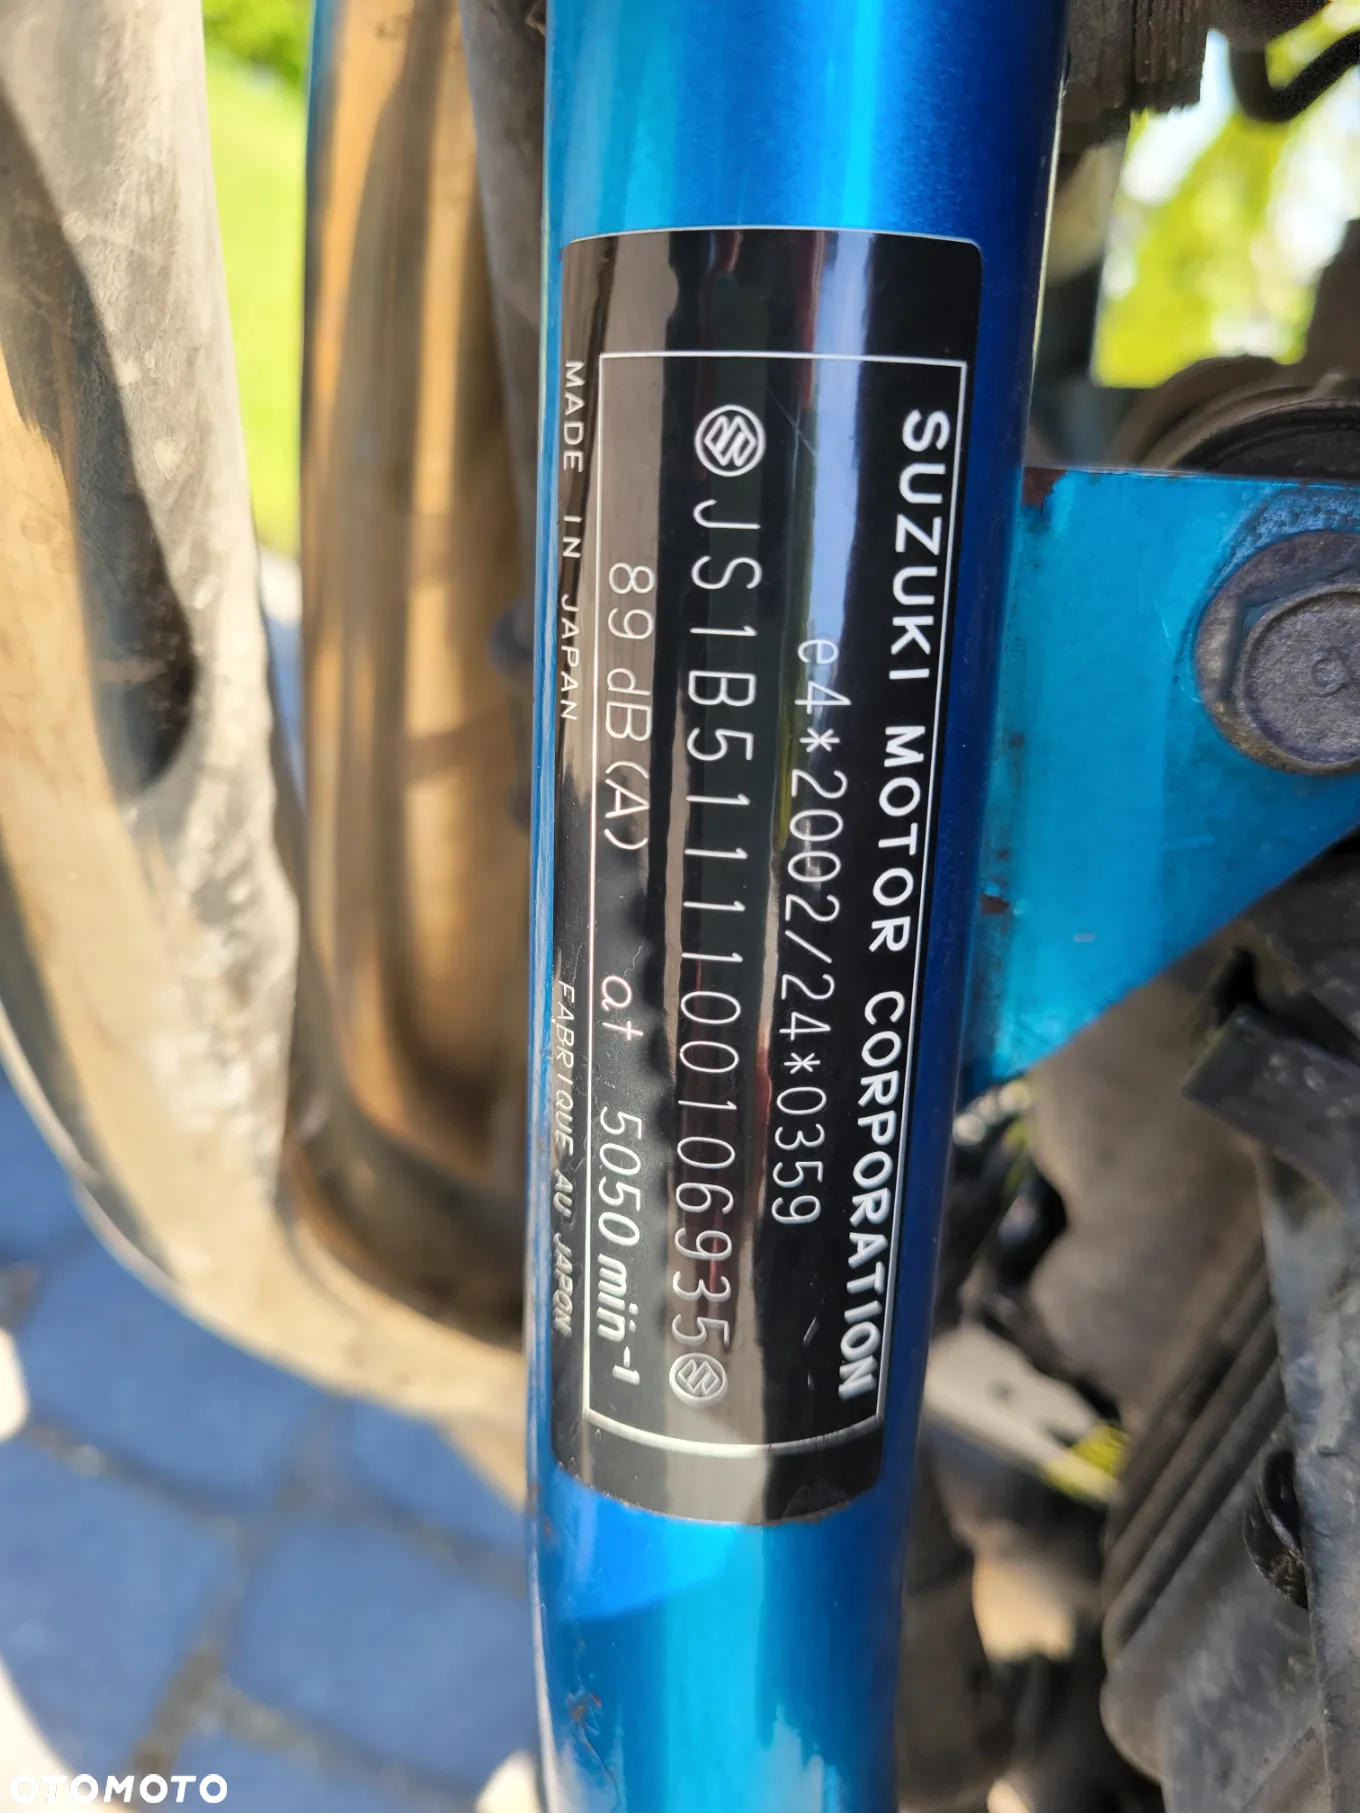 SUZUKI MOTOR CORPORATION
e4*2002/24*0359
JS1B5111100106935
89 dB(A) at 5050 min⁻¹
MADE IN JAPAN FABRIQUE AU JAPON
OTOMOTO